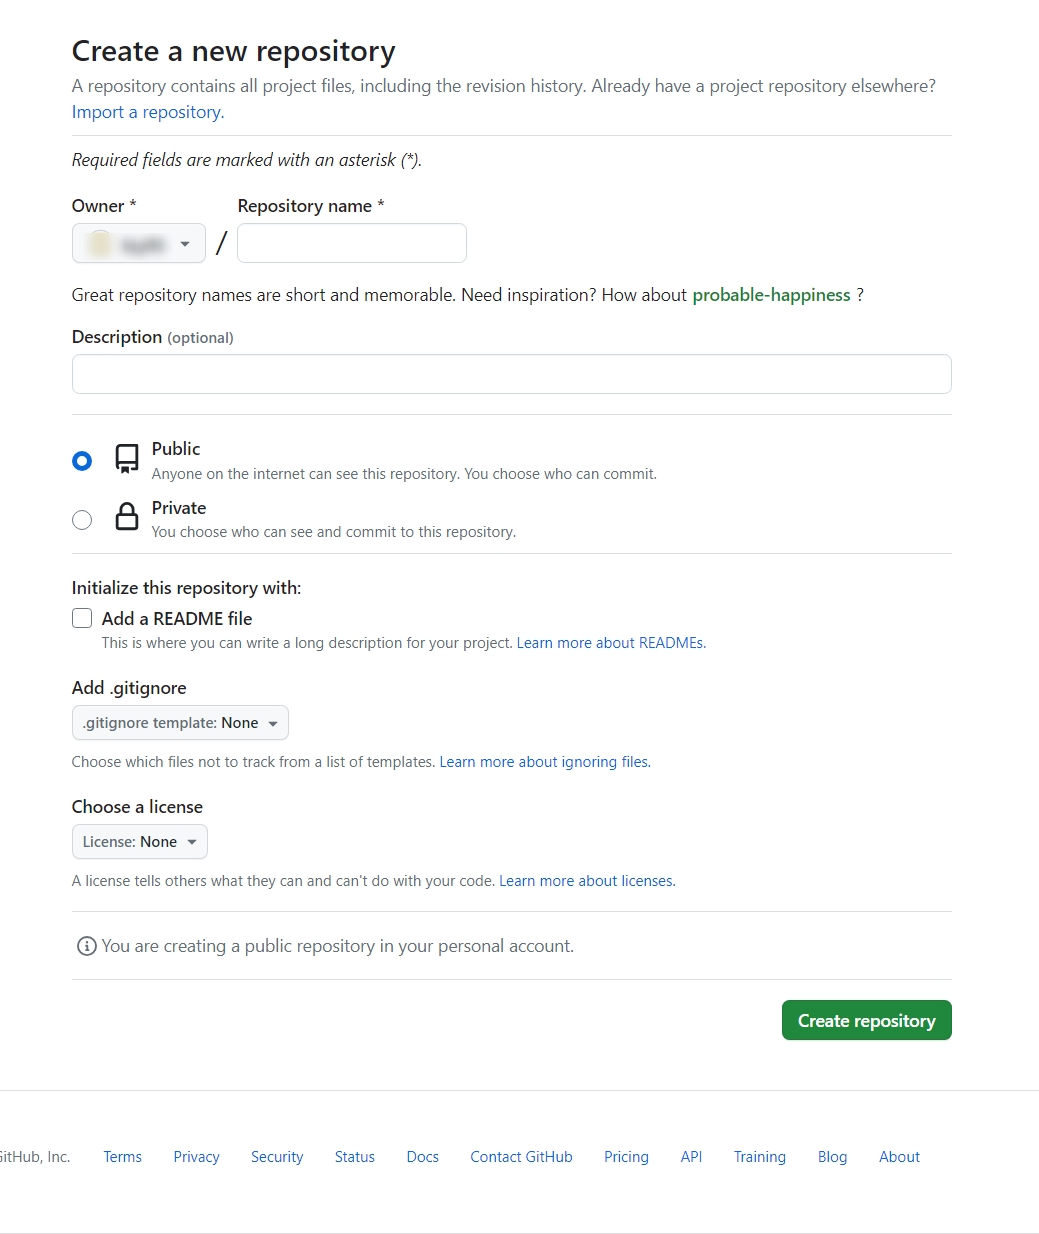 Create a new repository
A repository contains all project files, including the revision history. Already have a project repository elsewhere?
Import a repository.
Required fields are marked with an asterisk (*).
Owner *
Repository name *
/
Great repository names are short and memorable. Need inspiration? How about probable-happiness ?
Description (optional)
Public
Anyone on the internet can see this repository. You choose who can commit.
Private
You choose who can see and commit to this repository.
Initialize this repository with:
Add a README file
This is where you can write a long description for your project. Learn more about READMEs.
Add .gitignore
.gitignore template: None
Choose which files not to track from a list of templates. Learn more about ignoring files.
Choose a license
License: None
A license tells others what they can and can't do with your code. Learn more about licenses.
You are creating a public repository in your personal account.
Create repository
GitHub, Inc. Terms Privacy Security Status Docs Contact GitHub Pricing API Training Blog About